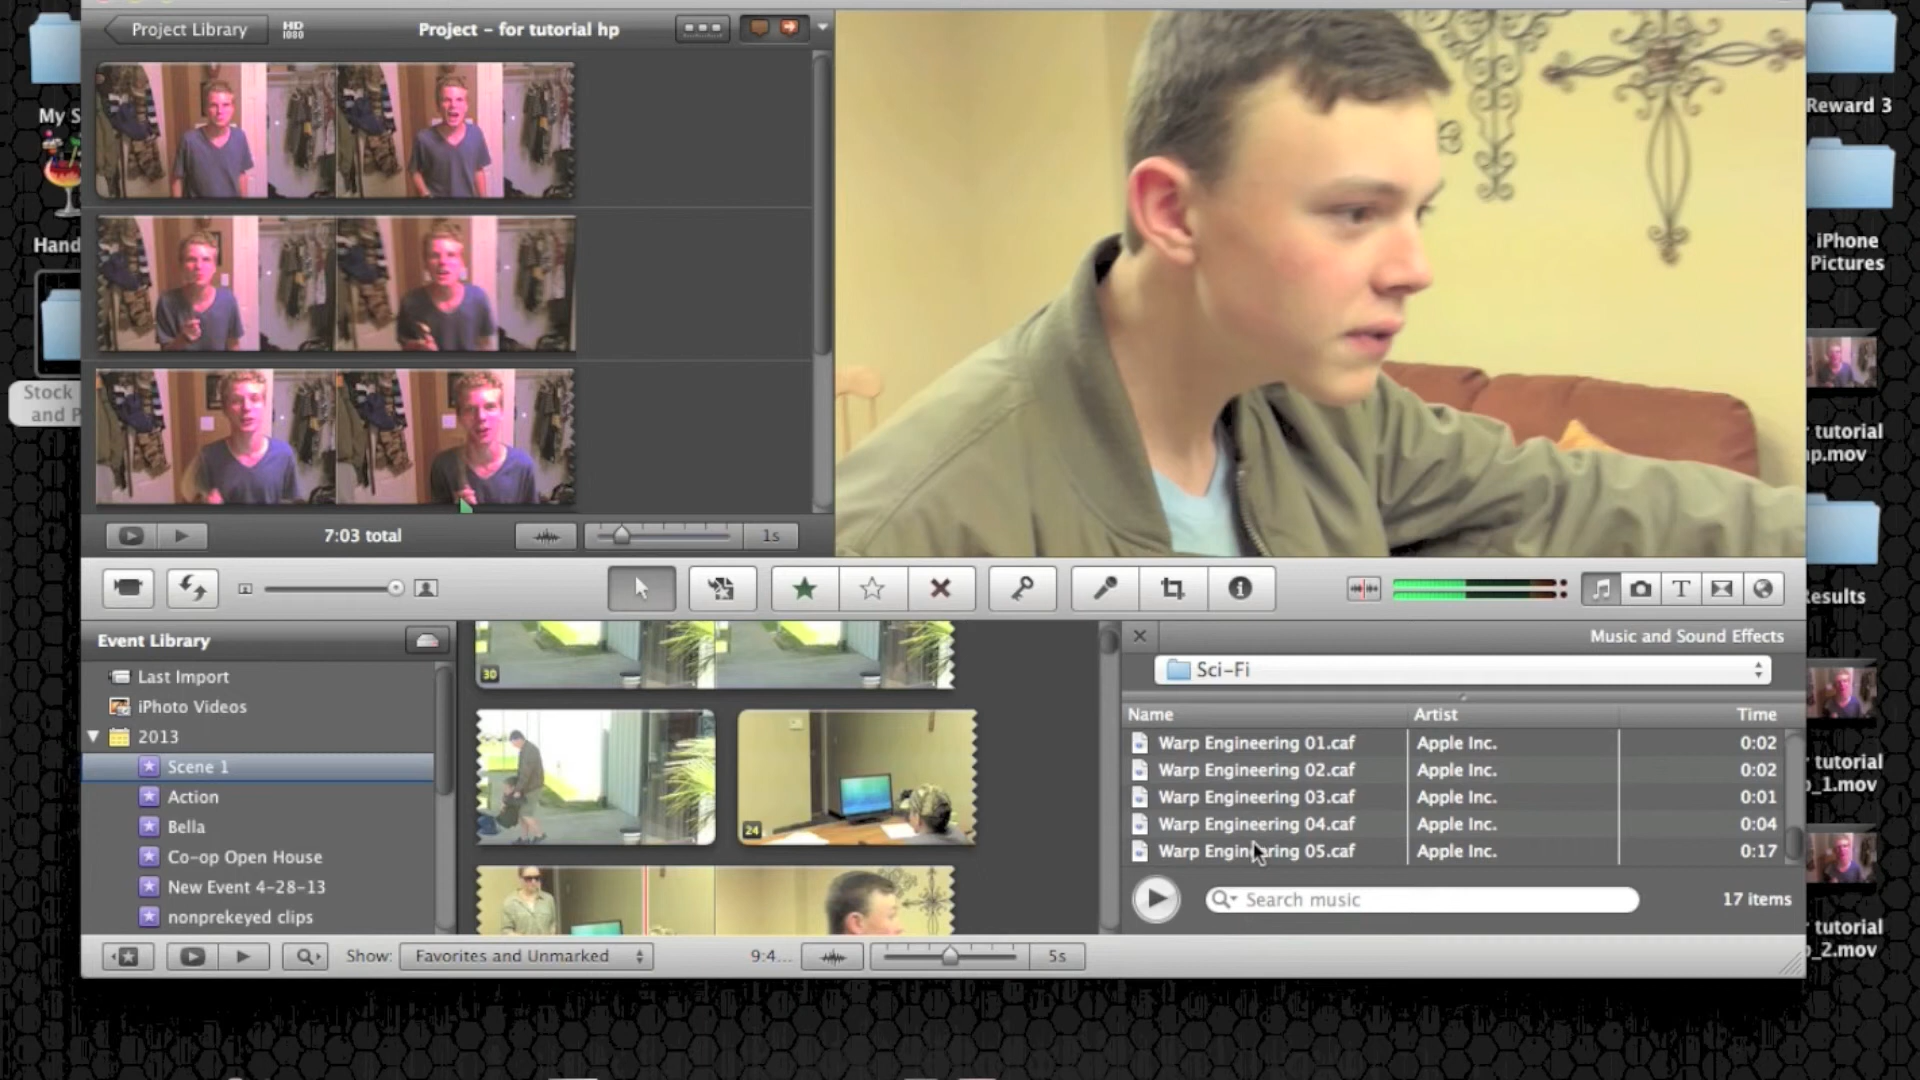 Project Library
HD
1080
Project – for tutorial hp
7:03 total
1s
My S
Hand
Stock
and P
Reward 3
iPhone
Pictures
tutorial
p.mov
Results
tutorial
_1.mov
tutorial
_2.mov
Event Library
Last Import
iPhoto Videos
2013
Scene 1
Action
Bella
Co-op Open House
New Event 4-28-13
nonprekeyed clips
30
24
Music and Sound Effects
Sci-Fi
Name Artist Time
Warp Engineering 01.caf Apple Inc. 0:02
Warp Engineering 02.caf Apple Inc. 0:02
Warp Engineering 03.caf Apple Inc. 0:01
Warp Engineering 04.caf Apple Inc. 0:04
Warp Engineering 05.caf Apple Inc. 0:17
Search music
17 items
Show: Favorites and Unmarked
9:4...
5s